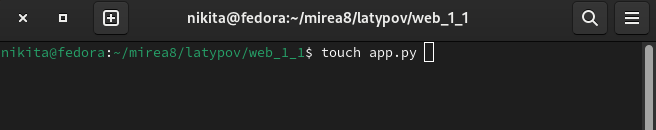 nikita@fedora:~/mirea8/latypov/web_1_1
nikita@fedora:~/mirea8/latypov/web_1_1$ touch app.py